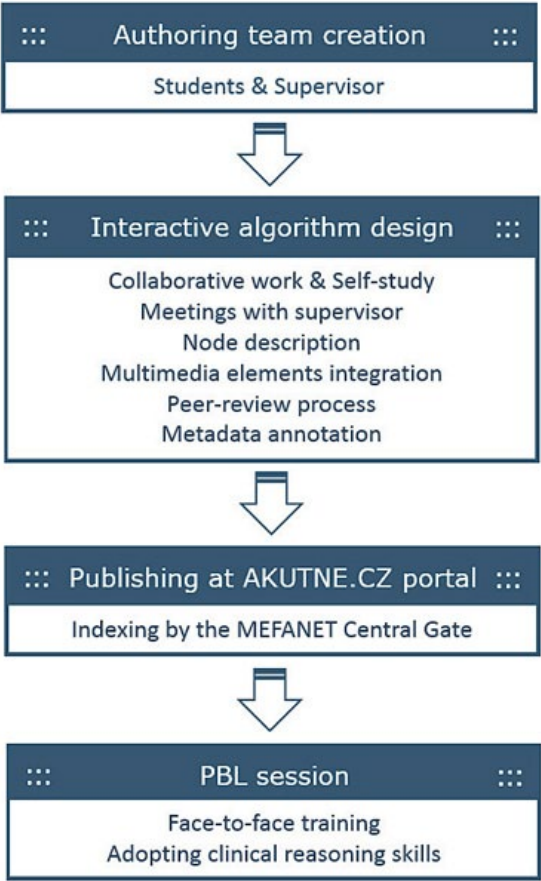 ::: Authoring team creation :::
Students & Supervisor
::: Interactive algorithm design :::
Collaborative work & Self-study
Meetings with supervisor
Node description
Multimedia elements integration
Peer-review process
Metadata annotation
::: Publishing at AKUTNE.CZ portal :::
Indexing by the MEFANET Central Gate
::: PBL session :::
Face-to-face training
Adopting clinical reasoning skills